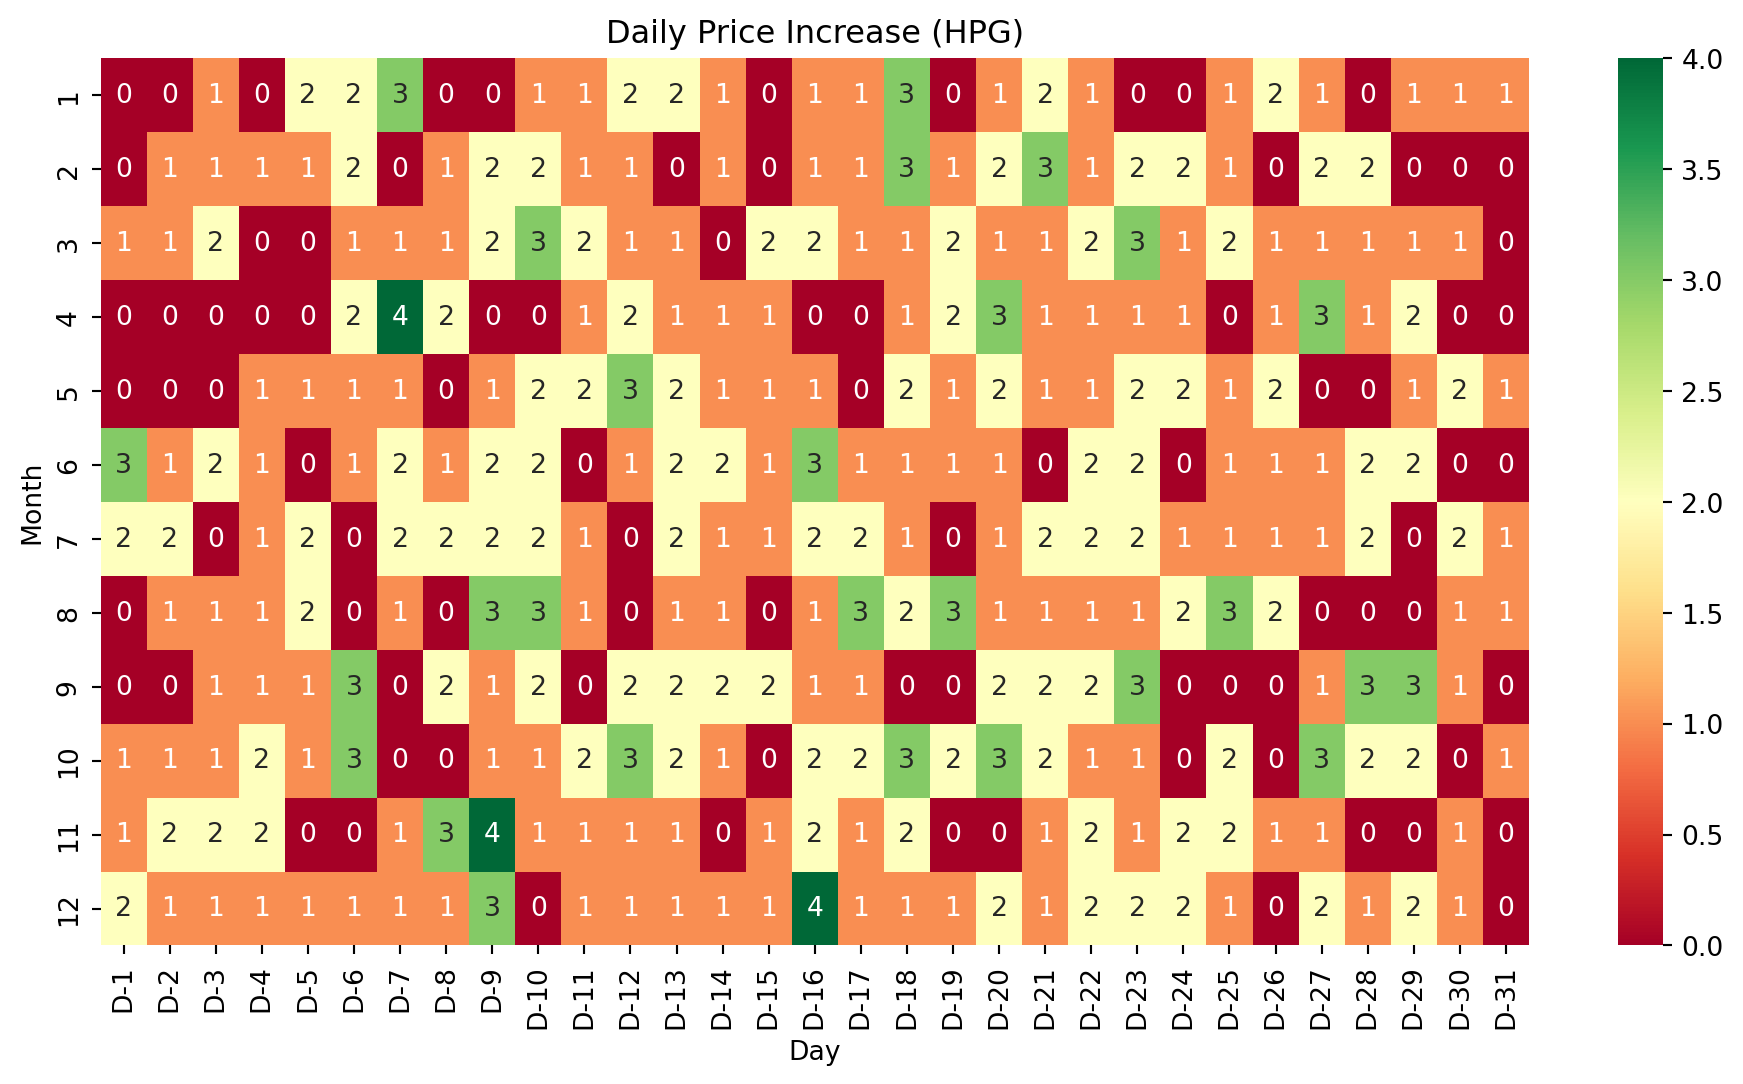 Daily Price Increase (HPG)
1 0 0 1 0 2 2 3 0 0 1 1 2 2 1 0 1 1 3 0 1 2 1 0 0 1 2 1 0 1 1 1
2 0 1 1 1 1 2 0 1 2 2 1 1 0 1 0 1 1 3 1 2 3 1 2 2 1 0 2 2 0 0 0
3 1 1 2 0 0 1 1 1 2 3 2 1 1 0 2 2 1 1 2 1 1 2 3 1 2 1 1 1 1 1 0
4 0 0 0 0 0 2 4 2 0 0 1 2 1 1 1 0 0 1 2 3 1 1 1 1 0 1 3 1 2 0 0
5 0 0 0 1 1 1 1 0 1 2 2 3 2 1 1 1 0 2 1 2 1 1 2 2 1 2 0 0 1 2 1
6 3 1 2 1 0 1 2 1 2 2 0 1 2 2 1 3 1 1 1 1 0 2 2 0 1 1 1 2 2 0 0
7 2 2 0 1 2 0 2 2 2 2 1 0 2 1 1 2 2 1 0 1 2 2 2 1 1 1 1 2 0 2 1
8 0 1 1 1 2 0 1 0 3 3 1 0 1 1 0 1 3 2 3 1 1 1 1 2 3 2 0 0 0 1 1
9 0 0 1 1 1 3 0 2 1 2 0 2 2 2 2 1 1 0 0 2 2 2 3 0 0 0 1 3 3 1 0
10 1 1 1 2 1 3 0 0 1 1 2 3 2 1 0 2 2 3 2 3 2 1 1 0 2 0 3 2 2 0 1
11 1 2 2 2 0 0 1 3 4 1 1 1 1 0 1 2 1 2 0 0 1 2 1 2 2 1 1 0 0 1 0
12 2 1 1 1 1 1 1 1 3 0 1 1 1 1 1 4 1 1 1 2 1 2 2 2 1 0 2 1 2 1 0
Month
D-1 D-2 D-3 D-4 D-5 D-6 D-7 D-8 D-9 D-10 D-11 D-12 D-13 D-14 D-15 D-16 D-17 D-18 D-19 D-20 D-21 D-22 D-23 D-24 D-25 D-26 D-27 D-28 D-29 D-30 D-31
Day
4.0
3.5
3.0
2.5
2.0
1.5
1.0
0.5
0.0